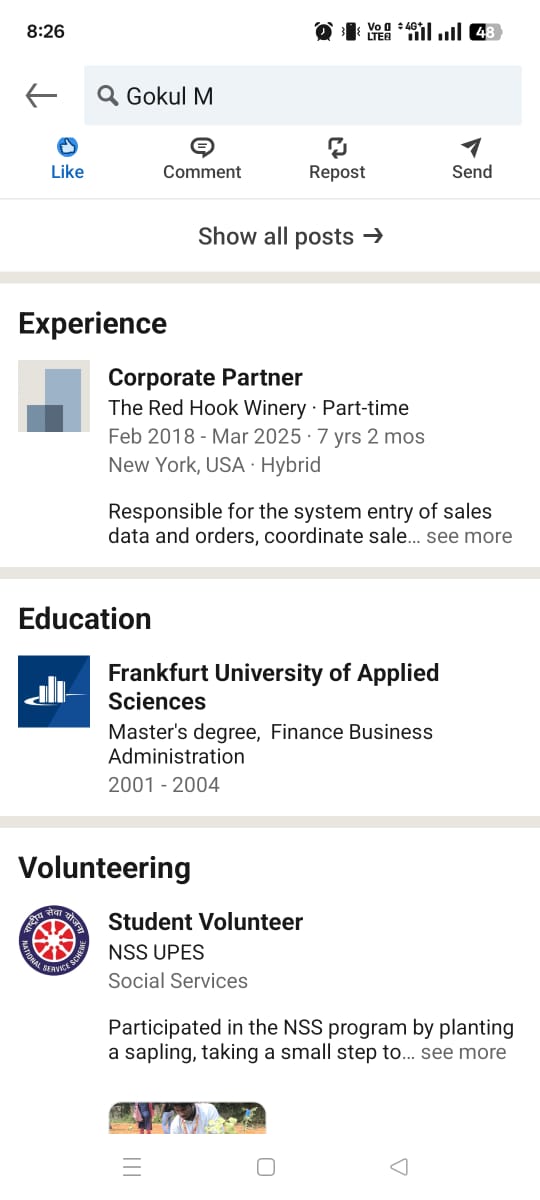 8:26
Vo
LTE2
4G+
48
Gokul M
Like
Comment
Repost
Send
Show all posts →
Experience
Corporate Partner
The Red Hook Winery · Part-time
Feb 2018 - Mar 2025 · 7 yrs 2 mos
New York, USA · Hybrid
Responsible for the system entry of sales
data and orders, coordinate sale... see more
Education
Frankfurt University of Applied
Sciences
Master's degree, Finance Business
Administration
2001 - 2004
Volunteering
राष्ट्रीय सेवा योजना
NATIONAL SERVICE SCHEME
Student Volunteer
NSS UPES
Social Services
Participated in the NSS program by planting
a sapling, taking a small step to... see more